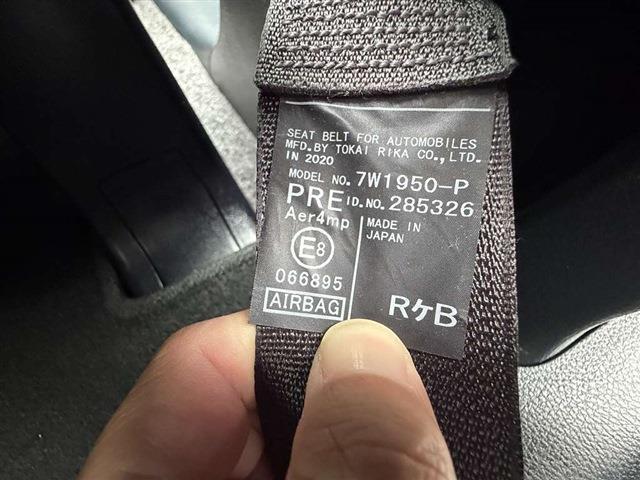 SEAT BELT FOR AUTOMOBILES
MFD.BY TOKAI RIKA CO.,LTD.
IN 2020
MODEL NO. 7W1950-P
PRE ID.NO. 285326
Aer4mp
MADE IN
JAPAN
E8
066895
AIRBAG
RケB